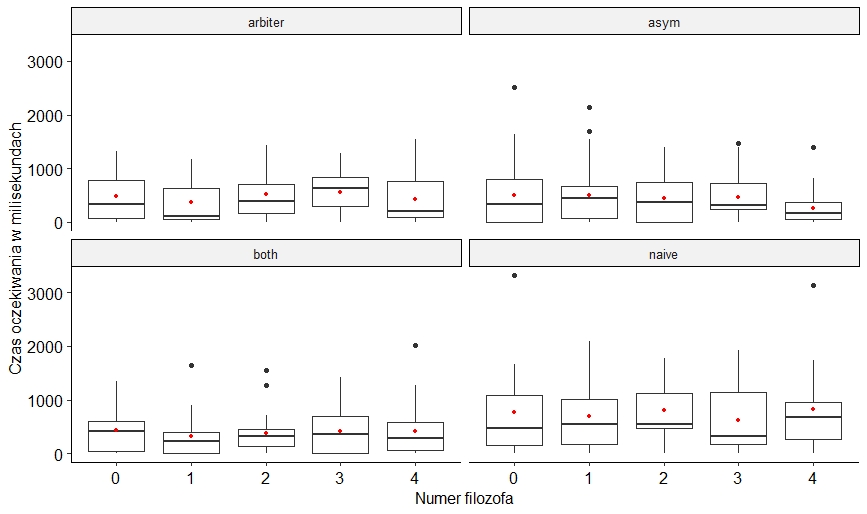 arbiter
asym
3000
2000
1000
0
both
naive
3000
2000
1000
0
0 1 2 3 4
0 1 2 3 4
Numer filozofa
Czas oczekiwania w milisekundach